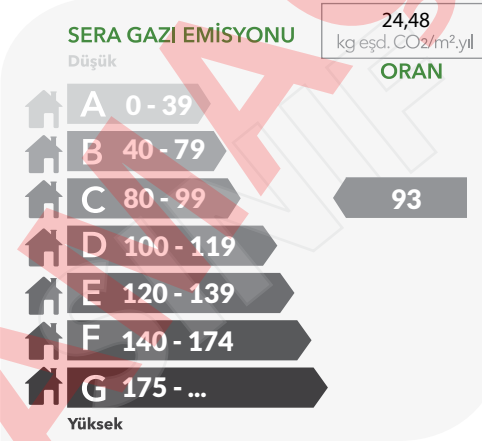 24,48
SERA GAZI EMİSYONU
kg eşd. CO2/m².yıl
Düşük
ORAN
A 0 - 39
B 40 - 79
C 80 - 99
93
D 100 - 119
E 120 - 139
F 140 - 174
G 175 - ...
Yüksek